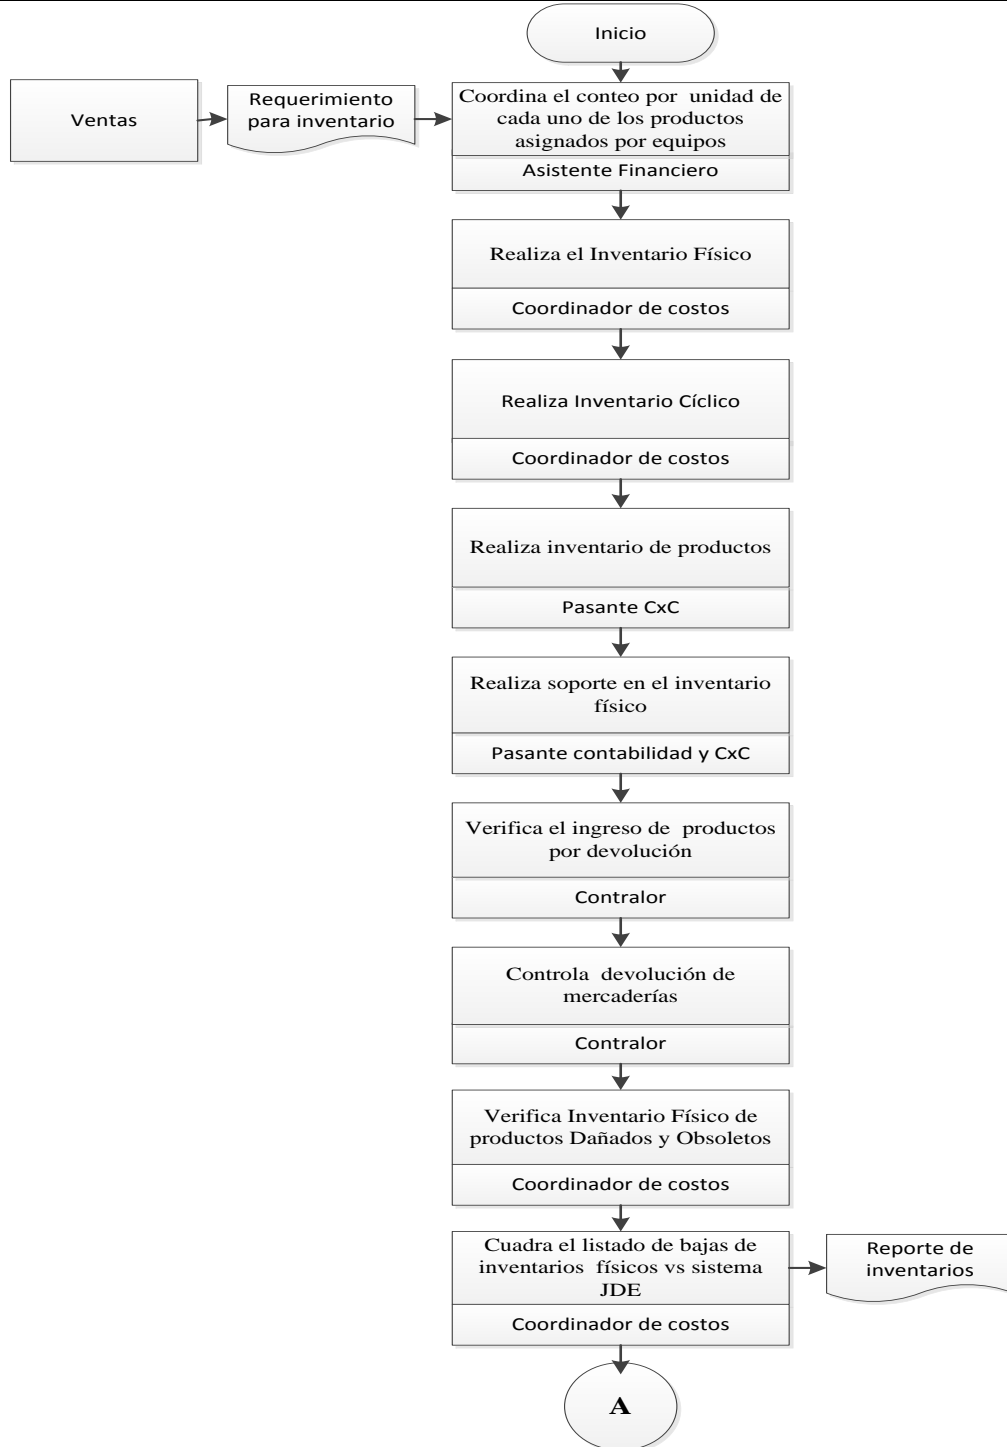 Inicio
Ventas
Requerimiento
para inventario
Coordina el conteo por unidad de
cada uno de los productos
asignados por equipos
Asistente Financiero
Realiza el Inventario Físico
Coordinador de costos
Realiza Inventario Cíclico
Coordinador de costos
Realiza inventario de productos
Pasante CxC
Realiza soporte en el inventario
físico
Pasante contabilidad y CxC
Verifica el ingreso de productos
por devolución
Contralor
Controla devolución de
mercaderías
Contralor
Verifica Inventario Físico de
productos Dañados y Obsoletos
Coordinador de costos
Cuadra el listado de bajas de
inventarios físicos vs sistema
JDE
Coordinador de costos
Reporte de
inventarios
A